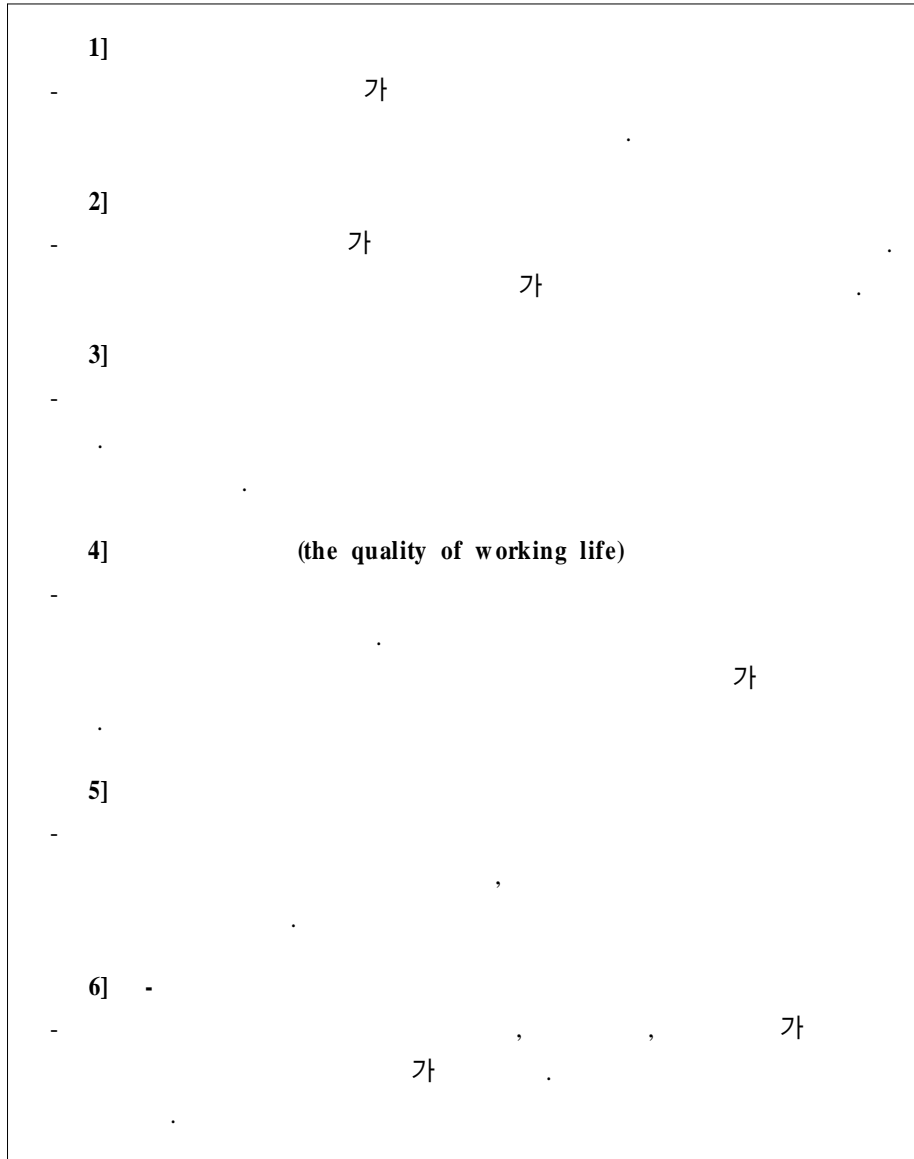 1]
- 가
.
2]
- 가 .
가 .
3]
-
.
.
4] (the quality of working life)
-
.
가
.
5]
-
,
.
6] -
- , , 가
가 .
.